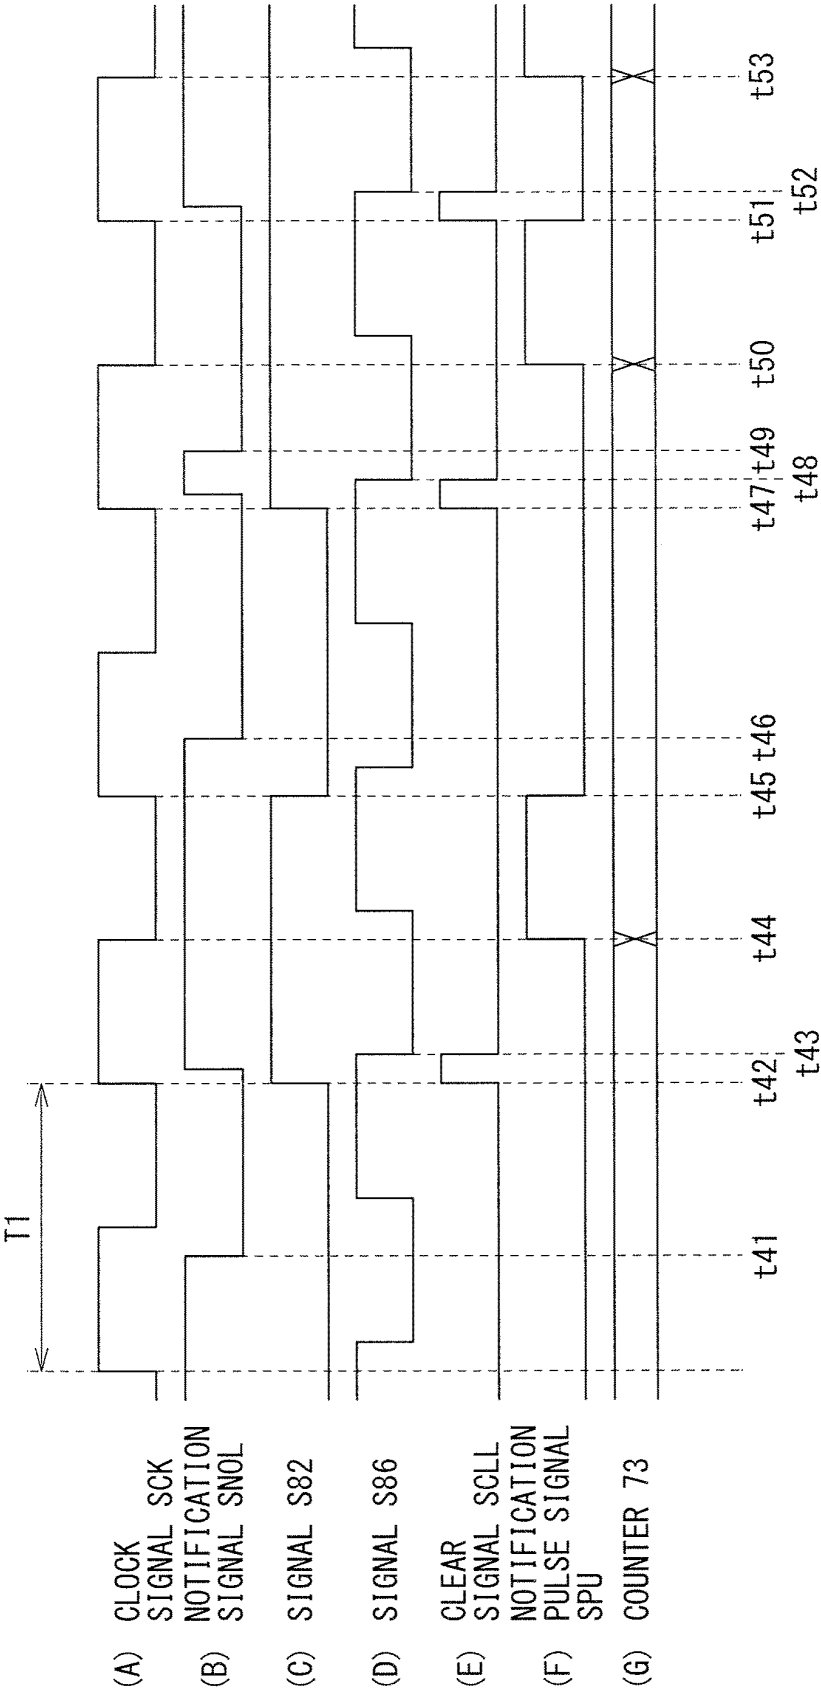 T1
(A) CLOCK
SIGNAL SCK
(B) NOTIFICATION
SIGNAL SNOL
(C) SIGNAL S82
(D) SIGNAL S86
(E) CLEAR
SIGNAL SCLL
(F) NOTIFICATION
PULSE SIGNAL
SPU
(G) COUNTER 73
t41
t42
t43
t44
t45
t46
t47
t48
t49
t50
t51
t52
t53